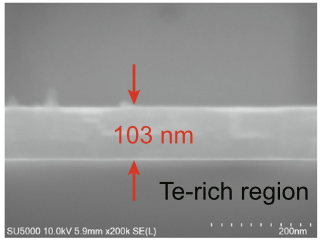 103 nm
Te-rich region
SU5000 10.0kV 5.9mm x200k SE(L)
200nm